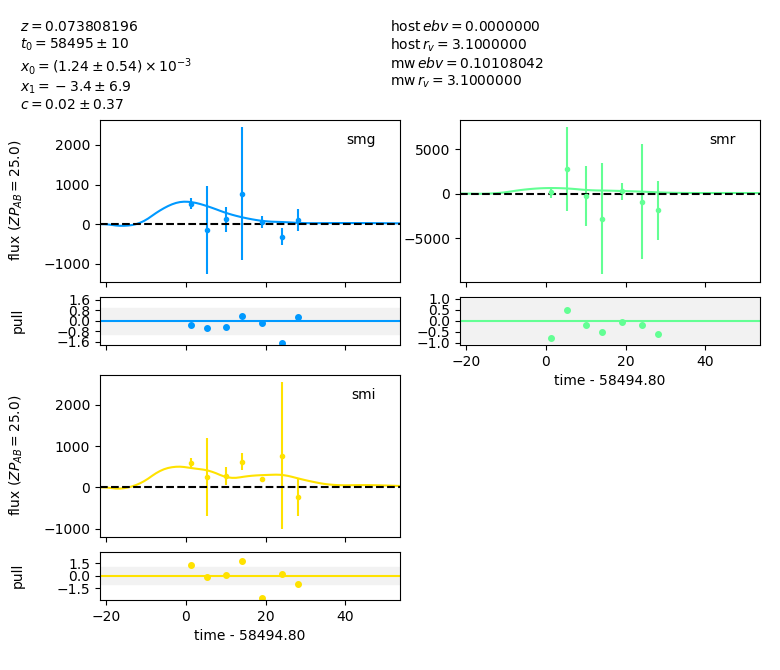 z = 0.073808196
t₀ = 58495 ± 10
x₀ = (1.24 ± 0.54) × 10⁻³
x₁ = −3.4 ± 6.9
c = 0.02 ± 0.37
host ebv = 0.0000000
host r_v = 3.1000000
mw ebv = 0.10108042
mw r_v = 3.1000000
smg
flux (ZP_AB = 25.0)
2000
1000
0
−1000
smr
5000
0
−5000
pull
1.6
0.8
0.0
−0.8
−1.6
1.0
0.5
0.0
−0.5
−1.0
−20 0 20 40
time - 58494.80
smi
flux (ZP_AB = 25.0)
2000
1000
0
−1000
pull
1.5
0.0
−1.5
−20 0 20 40
time - 58494.80